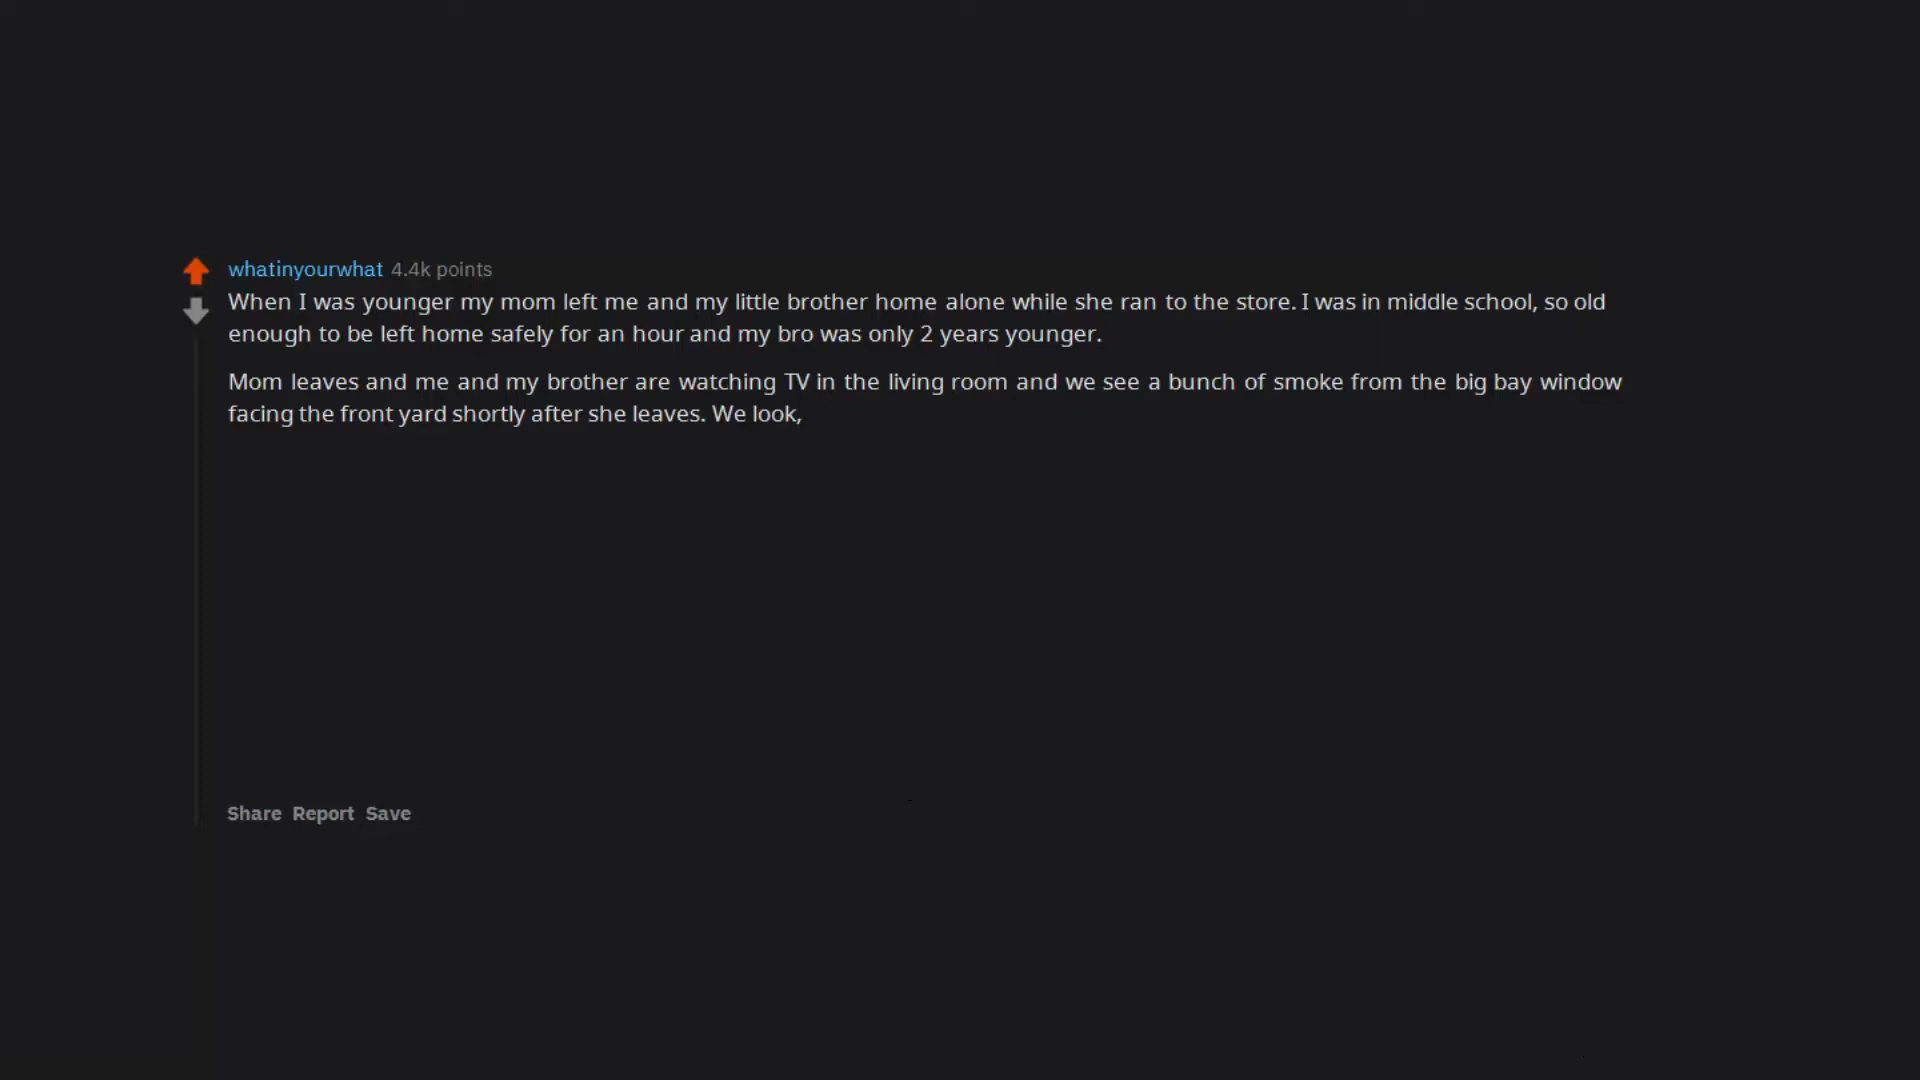 whatinyourwhat 4.4k points
When I was younger my mom left me and my little brother home alone while she ran to the store. I was in middle school, so old
enough to be left home safely for an hour and my bro was only 2 years younger.
Mom leaves and me and my brother are watching TV in the living room and we see a bunch of smoke from the big bay window
facing the front yard shortly after she leaves. We look,
Share Report Save